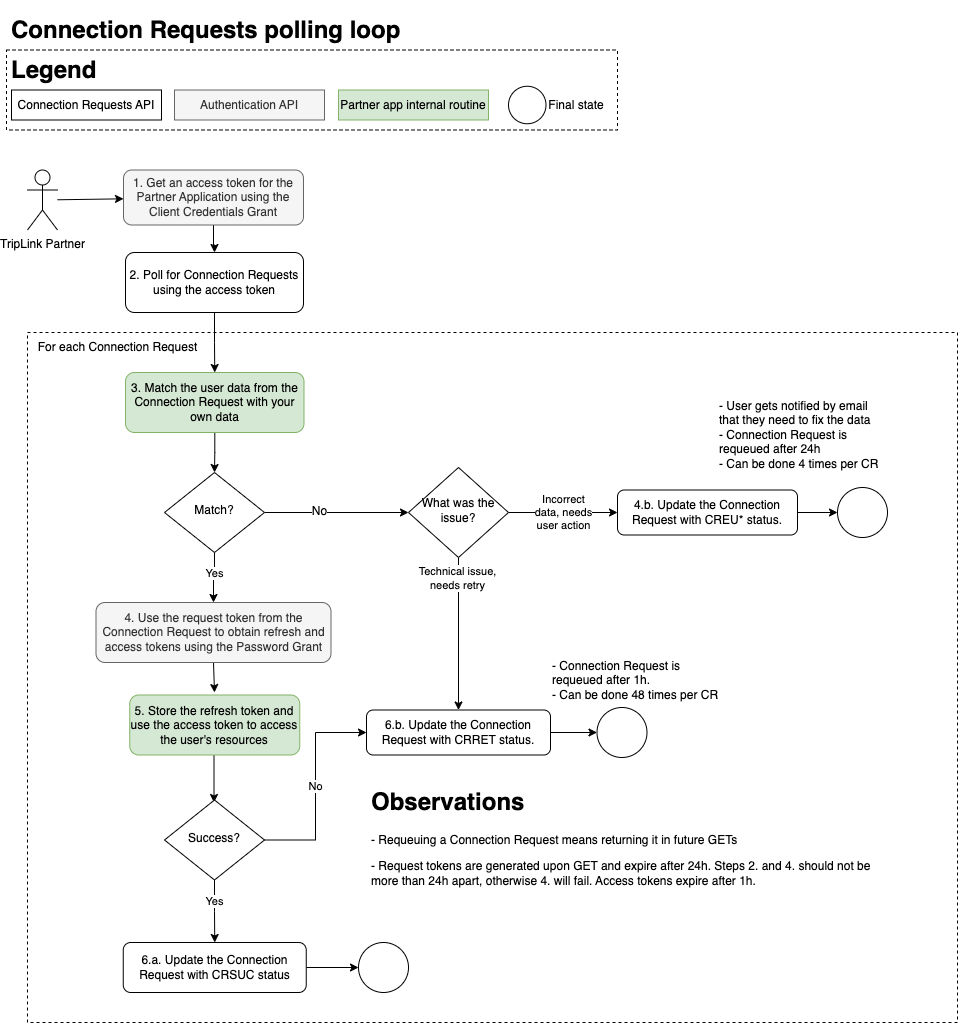 Connection Requests polling loop
Legend
Connection Requests API
Authentication API
Partner app internal routine
Final state
TripLink Partner
1. Get an access token for the
Partner Application using the
Client Credentials Grant
2. Poll for Connection Requests
using the access token
For each Connection Request
3. Match the user data from the
Connection Request with your
own data
- User gets notified by email
that they need to fix the data
- Connection Request is
requeued after 24h
- Can be done 4 times per CR
Match?
No
What was the
issue?
Incorrect
data, needs
user action
4.b. Update the Connection
Request with CREU* status.
Yes
Technical issue,
needs retry
4. Use the request token from the
Connection Request to obtain refresh and
access tokens using the Password Grant
- Connection Request is
requeued after 1h.
- Can be done 48 times per CR
5. Store the refresh token and
use the access token to access
the user's resources
6.b. Update the Connection
Request with CRRET status.
No
Success?
Observations
- Requeuing a Connection Request means returning it in future GETs
- Request tokens are generated upon GET and expire after 24h. Steps 2. and 4. should not be
more than 24h apart, otherwise 4. will fail. Access tokens expire after 1h.
Yes
6.a. Update the Connection
Request with CRSUC status